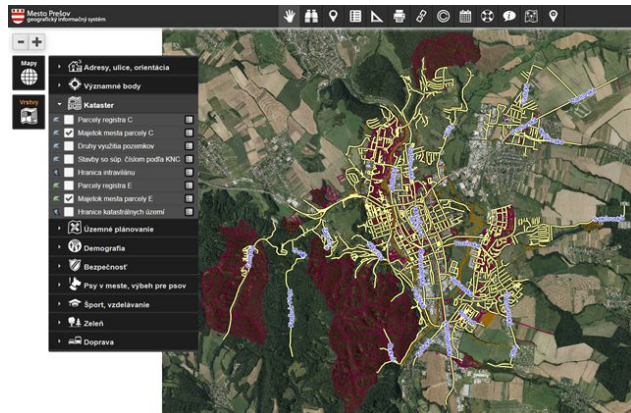 Mesto Prešov
geografický informačný systém
Mapy
Vrstvy
Adresy, ulice, orientácia
Významné body
Kataster
Parcely registra C
Majetok mesta parcely C
Druhy využitia pozemkov
Stavby so súp. číslom podľa KNC
Hranica intravilánu
Parcely registra E
Majetok mesta parcely E
Hranice katastrálnych území
Územné plánovanie
Demografia
Bezpečnosť
Psy v meste, výbeh pre psov
Šport, vzdelávanie
Zeleň
Doprava